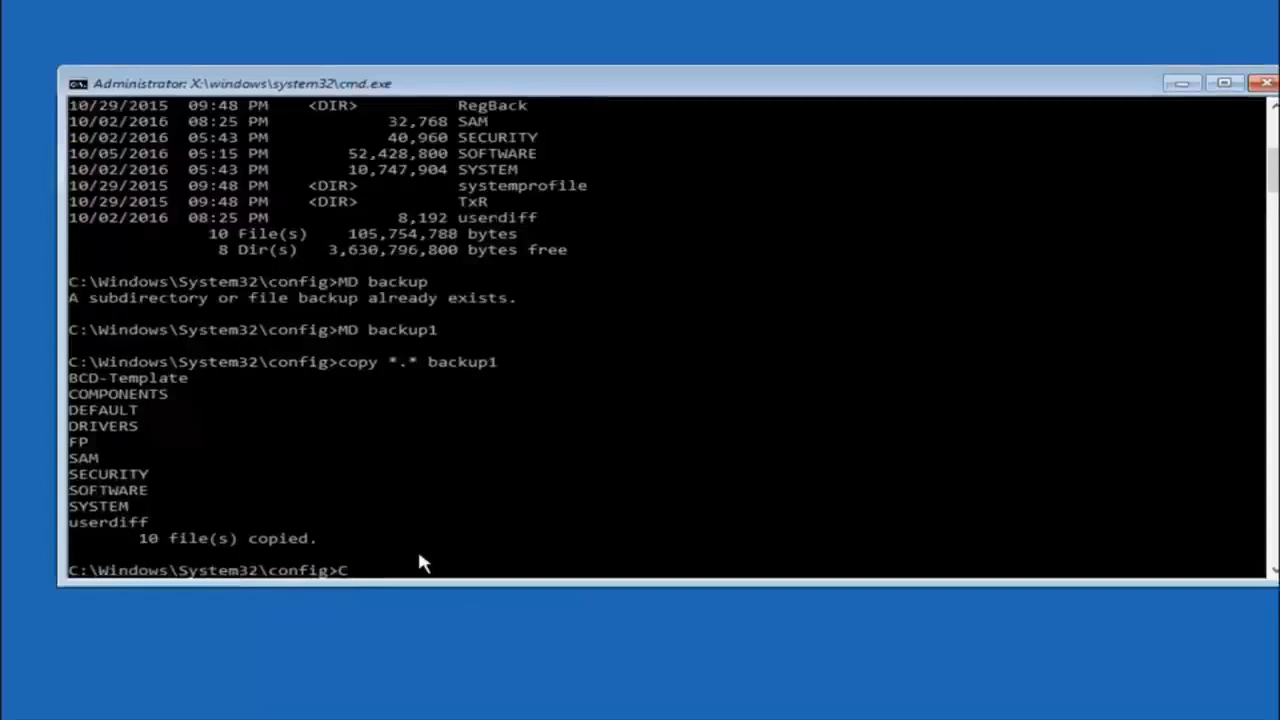 Administrator: X:\windows\system32\cmd.exe
10/29/2015  09:48 PM    <DIR>          RegBack
10/02/2016  08:25 PM            32,768 SAM
10/02/2016  05:43 PM            40,960 SECURITY
10/05/2016  05:15 PM        52,428,800 SOFTWARE
10/02/2016  05:43 PM        10,747,904 SYSTEM
10/29/2015  09:48 PM    <DIR>          systemprofile
10/29/2015  09:48 PM    <DIR>          TxR
10/02/2016  08:25 PM             8,192 userdiff
10 File(s)    105,754,788 bytes
8 Dir(s)   3,630,796,800 bytes free
C:\Windows\System32\config>MD backup
A subdirectory or file backup already exists.
C:\Windows\System32\config>MD backup1
C:\Windows\System32\config>copy *.* backup1
BCD-Template
COMPONENTS
DEFAULT
DRIVERS
FP
SAM
SECURITY
SOFTWARE
SYSTEM
userdiff
10 file(s) copied.
C:\Windows\System32\config>C